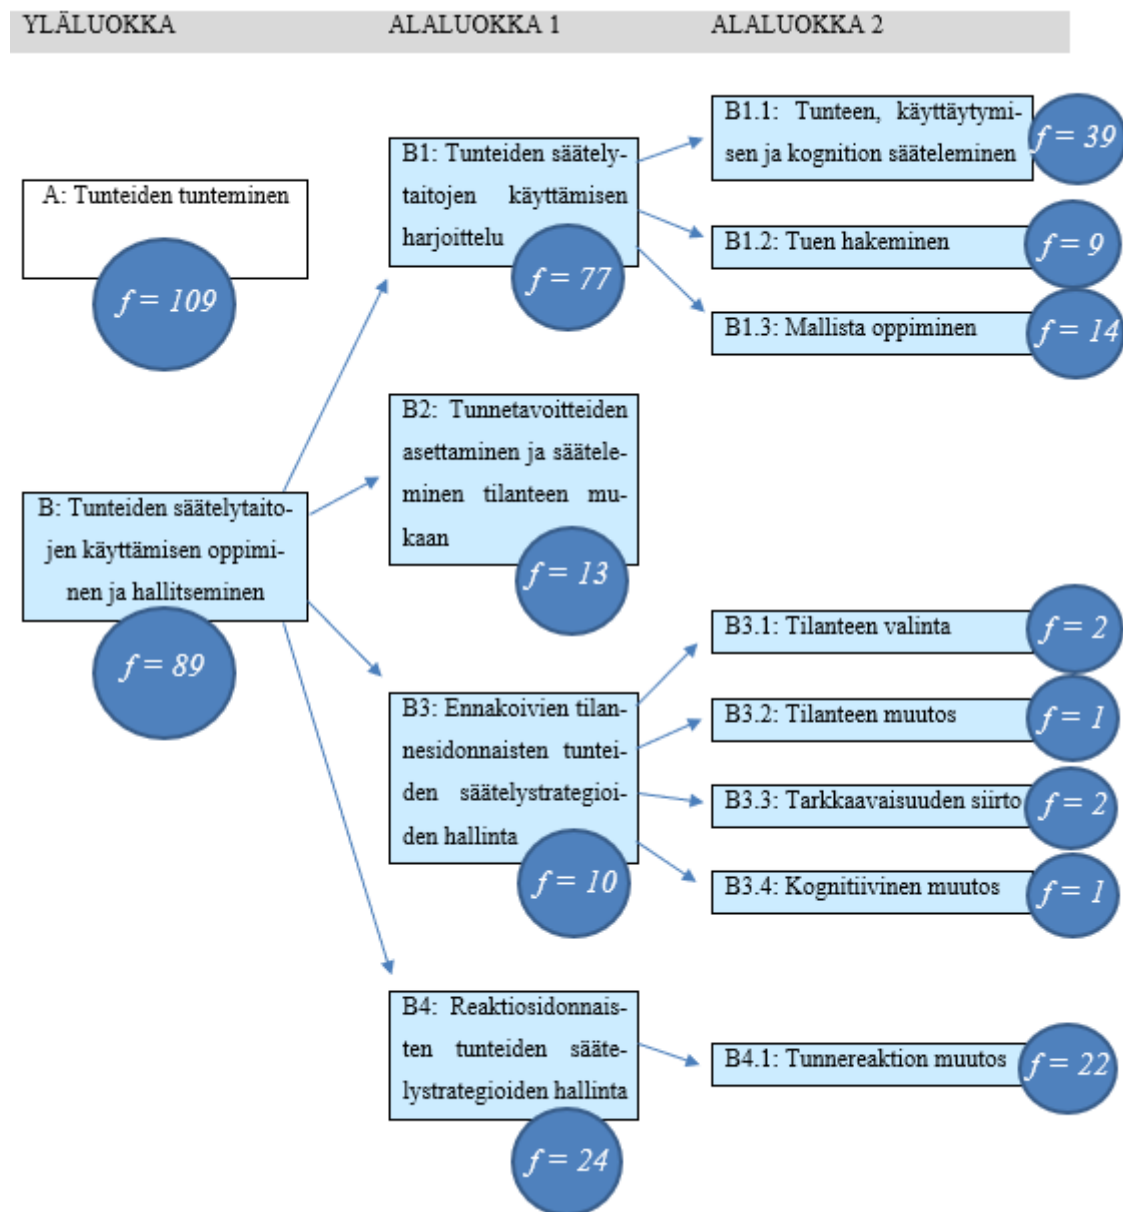 YLÄLUOKKA
ALALUOKKA 1
ALALUOKKA 2
A: Tunteiden tunteminen
f = 109
B: Tunteiden säätelytaito-
jen käyttämisen oppimi-
nen ja hallitseminen
f = 89
B1: Tunteiden säätely-
taitojen käyttämisen
harjoittelu
f = 77
B1.1: Tunteen, käyttäytymi-
sen ja kognition sääteleminen
f = 39
B1.2: Tuen hakeminen
f = 9
B1.3: Mallista oppiminen
f = 14
B2: Tunnetavoitteiden
asettaminen ja säätele-
minen tilanteen mu-
kaan
f = 13
B3: Ennakoivien tilan-
nesidonnaisten tuntei-
den säätelystrategioi-
den hallinta
f = 10
B3.1: Tilanteen valinta
f = 2
B3.2: Tilanteen muutos
f = 1
B3.3: Tarkkaavaisuuden siirto
f = 2
B3.4: Kognitiivinen muutos
f = 1
B4: Reaktiosidonnais-
ten tunteiden sääte-
lystrategioiden hallinta
f = 24
B4.1: Tunnereaktion muutos
f = 22